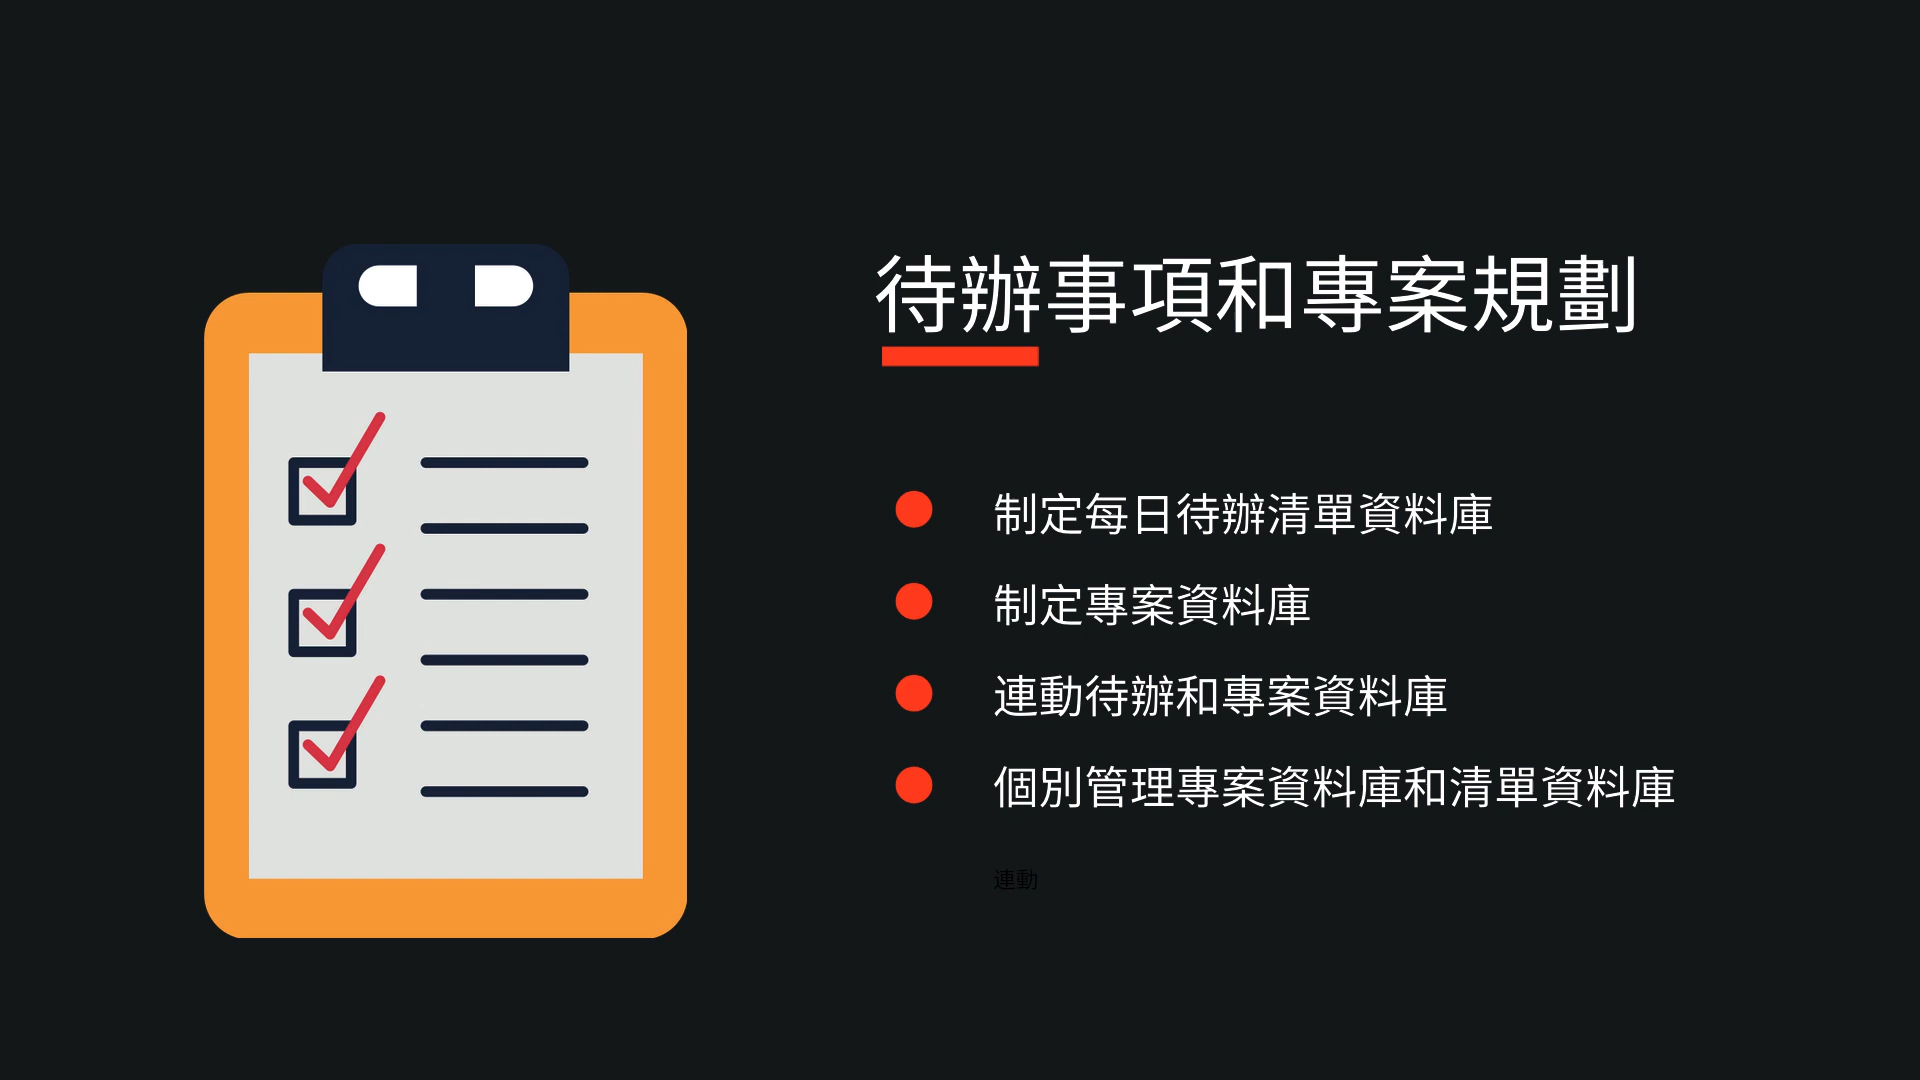 待辦事項和專案規劃
制定每日待辦清單資料庫
制定專案資料庫
連動待辦和專案資料庫
個別管理專案資料庫和清單資料庫
連動